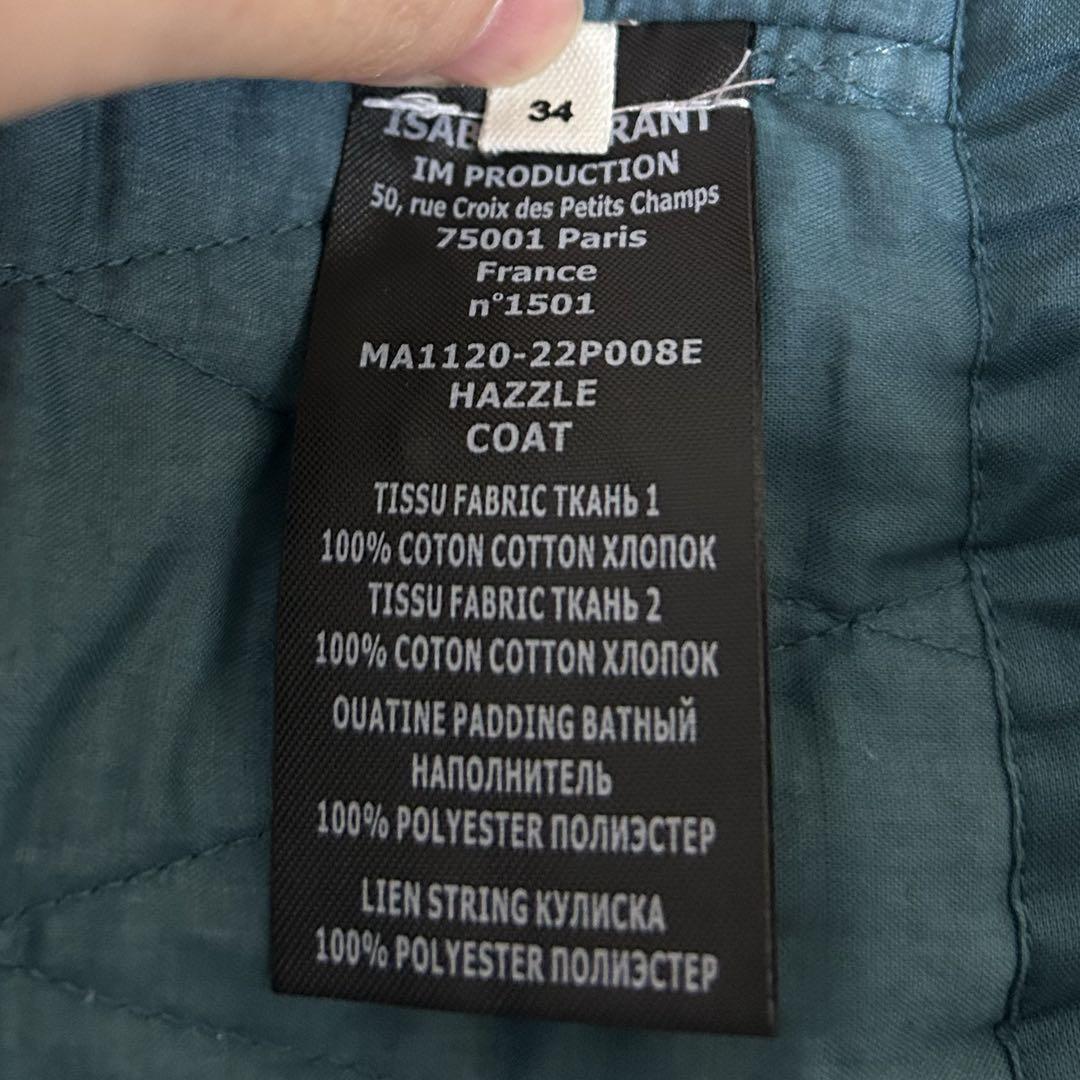 34
IM PRODUCTION
50, rue Croix des Petits Champs
75001 Paris
France
n°1501
MA1120-22P008E
HAZZLE
COAT
TISSU FABRIC ТКАНЬ 1
100% COTON COTTON ХЛОПОК
TISSU FABRIC ТКАНЬ 2
100% COTON COTTON ХЛОПОК
OUATINE PADDING ВАТНЫЙ
НАПОЛНИТЕЛЬ
100% POLYESTER ПОЛИЭСТЕР
LIEN STRING КУЛИСКА
100% POLYESTER ПОЛИЭСТЕР